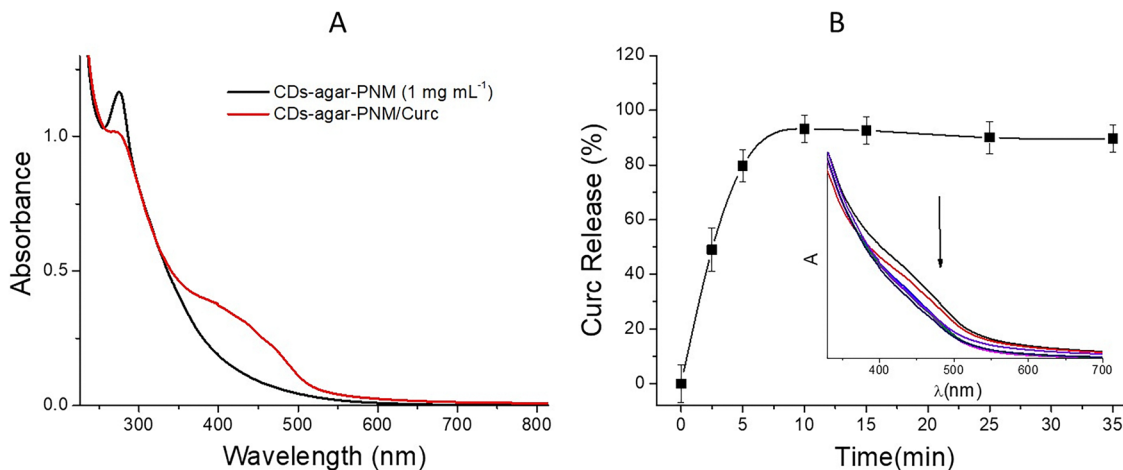 A
B
CDs-agar-PNM (1 mg mL⁻¹)
CDs-agar-PNM/Curc
1.0
0.5
0.0
300
400
500
600
700
800
Absorbance
Wavelength (nm)
120
100
80
60
40
20
0
0
5
10
15
20
25
30
35
Curc Release (%)
Time(min)
A
400
500
600
700
λ(nm)